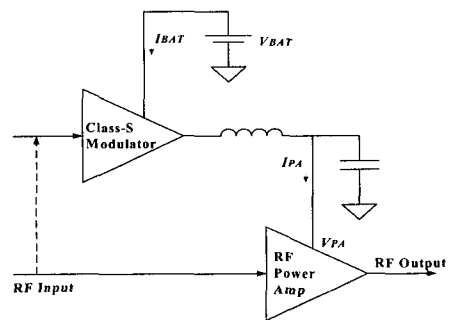 IBAT
VBAT
Class-S
Modulator
IPA
VPA
RF
Power
Amp
RF Output
RF Input